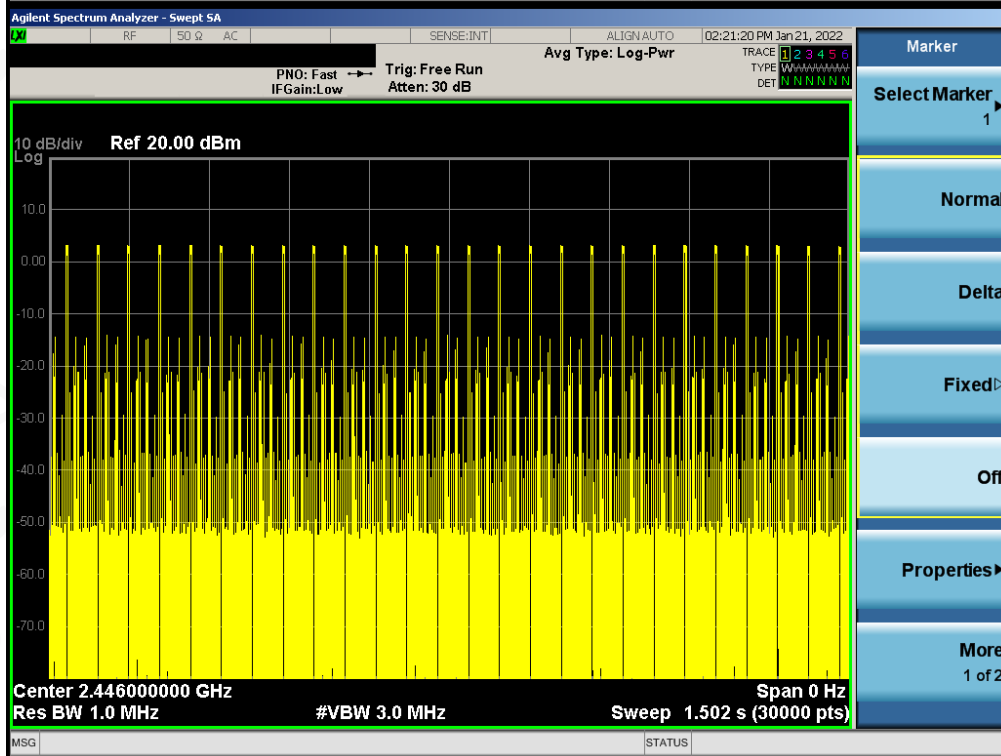 Agilent Spectrum Analyzer - Swept SA
LXI RF 50 Ω AC SENSE:INT ALIGN AUTO 02:21:20 PM Jan 21, 2022
Avg Type: Log-Pwr
TRACE 1 2 3 4 5 6
TYPE WWWWWW
DET N N N N N N
PNO: Fast
IFGain:Low
Trig: Free Run
Atten: 30 dB
10 dB/div
Log
Ref 20.00 dBm
10.0
0.00
-10.0
-20.0
-30.0
-40.0
-50.0
-60.0
-70.0
Center 2.446000000 GHz Span 0 Hz
Res BW 1.0 MHz #VBW 3.0 MHz Sweep 1.502 s (30000 pts)
MSG STATUS
Marker
Select Marker
1
Normal
Delta
Fixed
Off
Properties
More
1 of 2